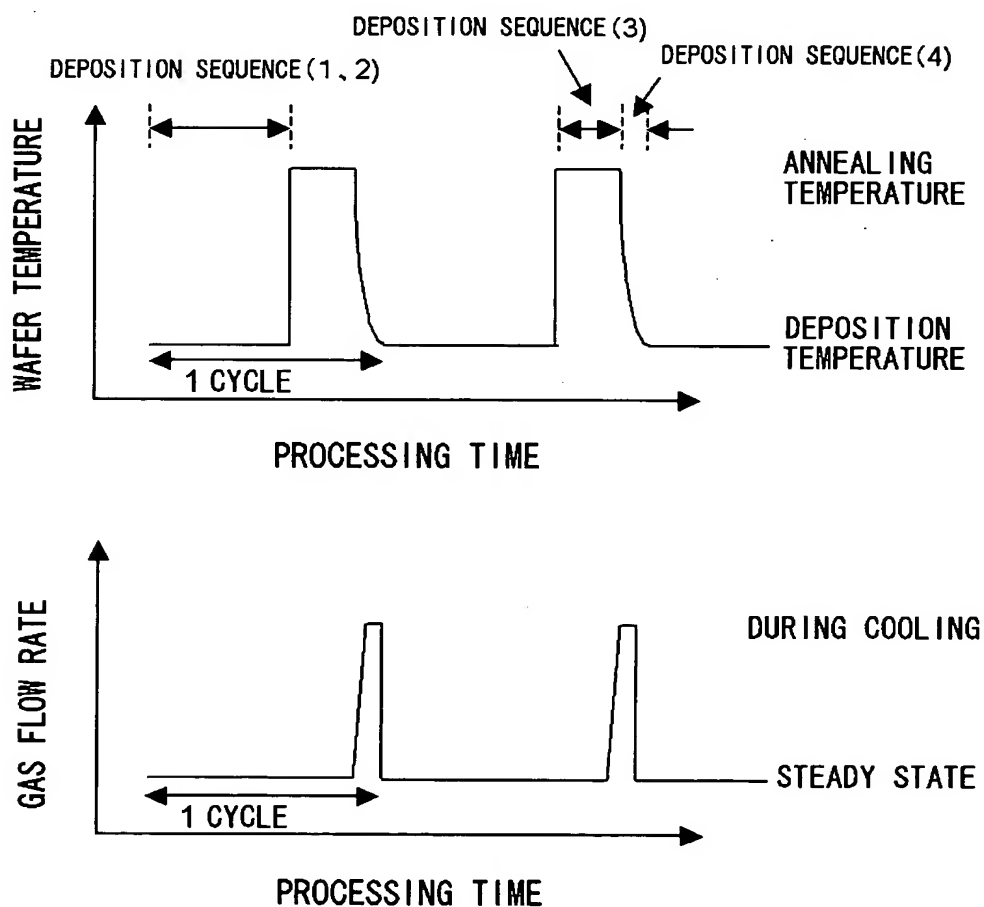 DEPOSITION SEQUENCE(3)
DEPOSITION SEQUENCE(1、2)
DEPOSITION SEQUENCE(4)
WAFER TEMPERATURE
ANNEALING
TEMPERATURE
DEPOSITION
TEMPERATURE
1 CYCLE
PROCESSING TIME
GAS FLOW RATE
DURING COOLING
STEADY STATE
1 CYCLE
PROCESSING TIME